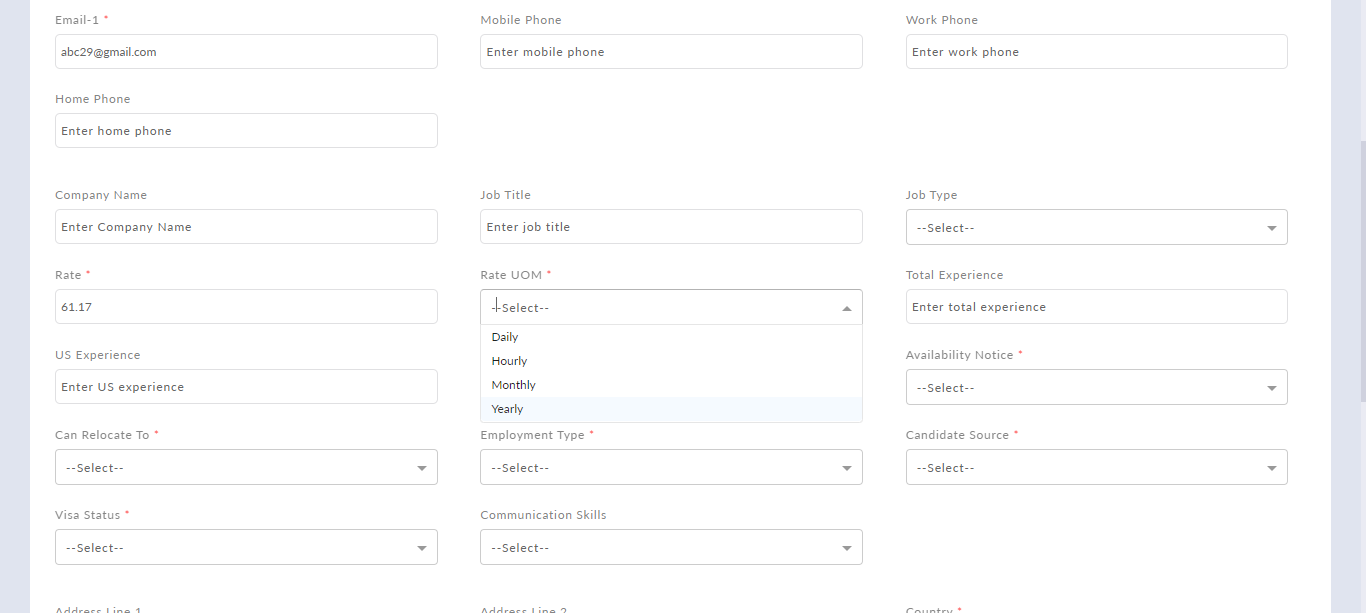 Email-1 * Mobile Phone Work Phone
abc29@gmail.com Enter mobile phone Enter work phone
Home Phone
Enter home phone
Company Name Job Title Job Type
Enter Company Name Enter job title --Select--
Rate * Rate UOM * Total Experience
61.17 --Select-- Enter total experience
Daily
US Experience Hourly Availability Notice *
Enter US experience Monthly --Select--
Yearly
Can Relocate To * Employment Type * Candidate Source *
--Select-- --Select-- --Select--
Visa Status * Communication Skills
--Select-- --Select--
Address Line 1 Address Line 2 Country *